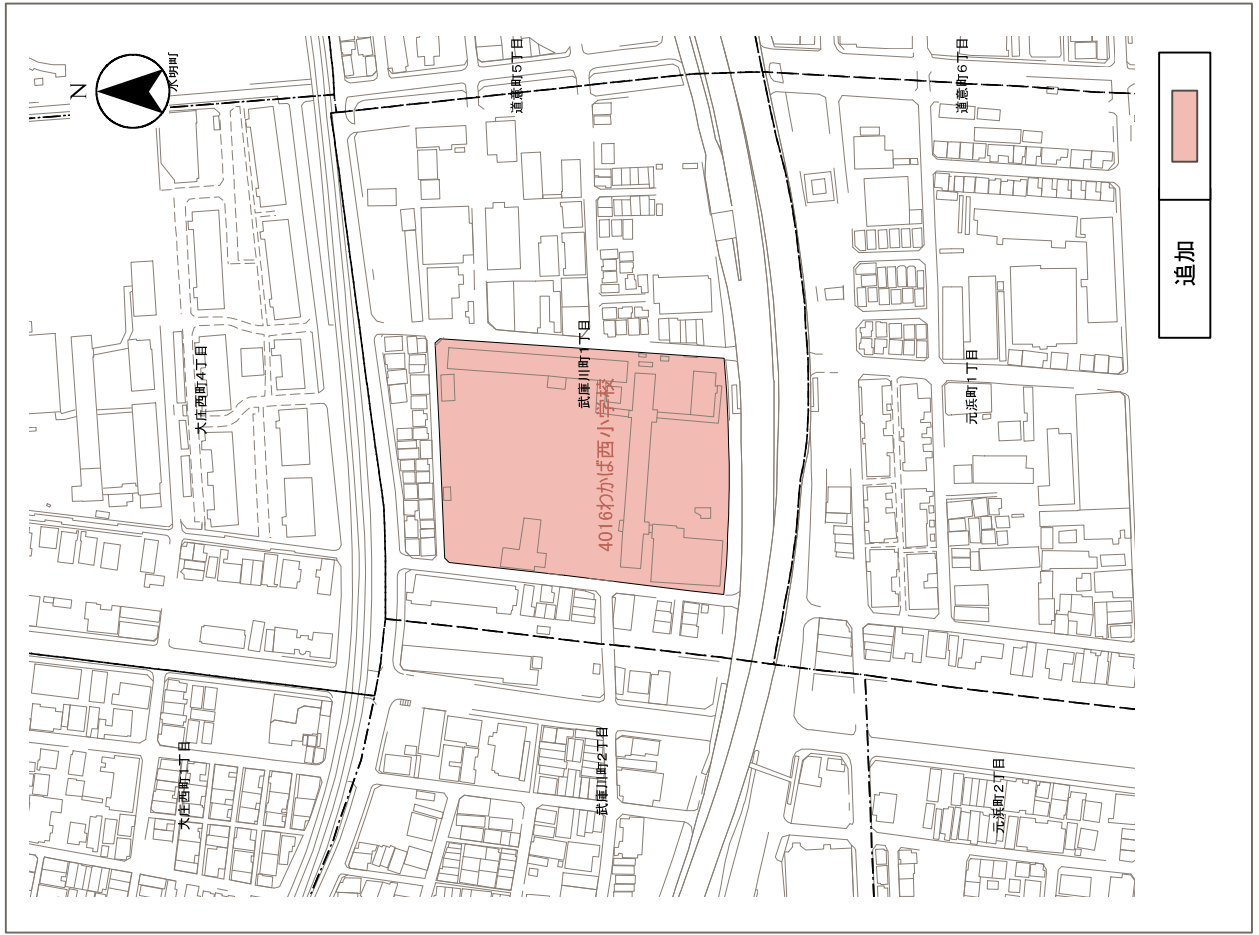 N
永明町
道意町5丁目
道意町6丁目
大庄西町4丁目
武庫川町1丁目
4016わかば西小学校
元浜町1丁目
大庄西町1丁目
武庫川町2丁目
元浜町2丁目
追加